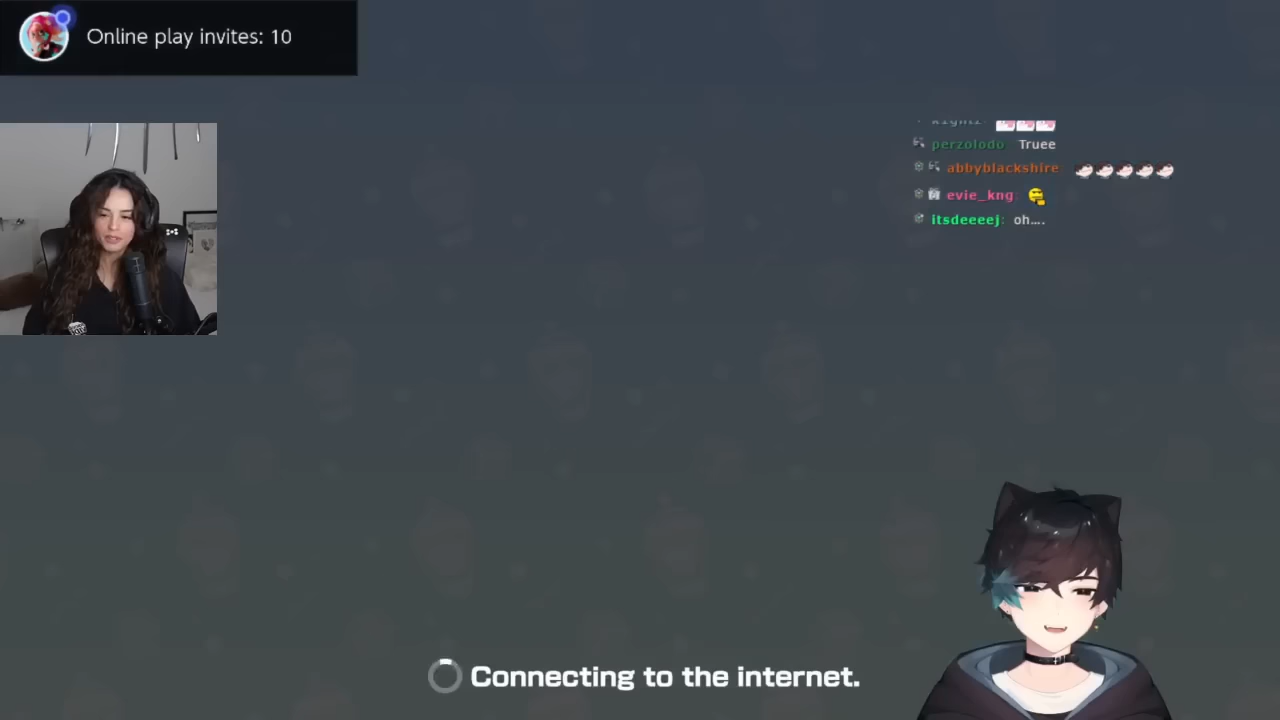 Online play invites: 10
perzolodo: Truee
abbyblackshire
evie_kng:
itsdeeeej: oh....
Connecting to the internet.